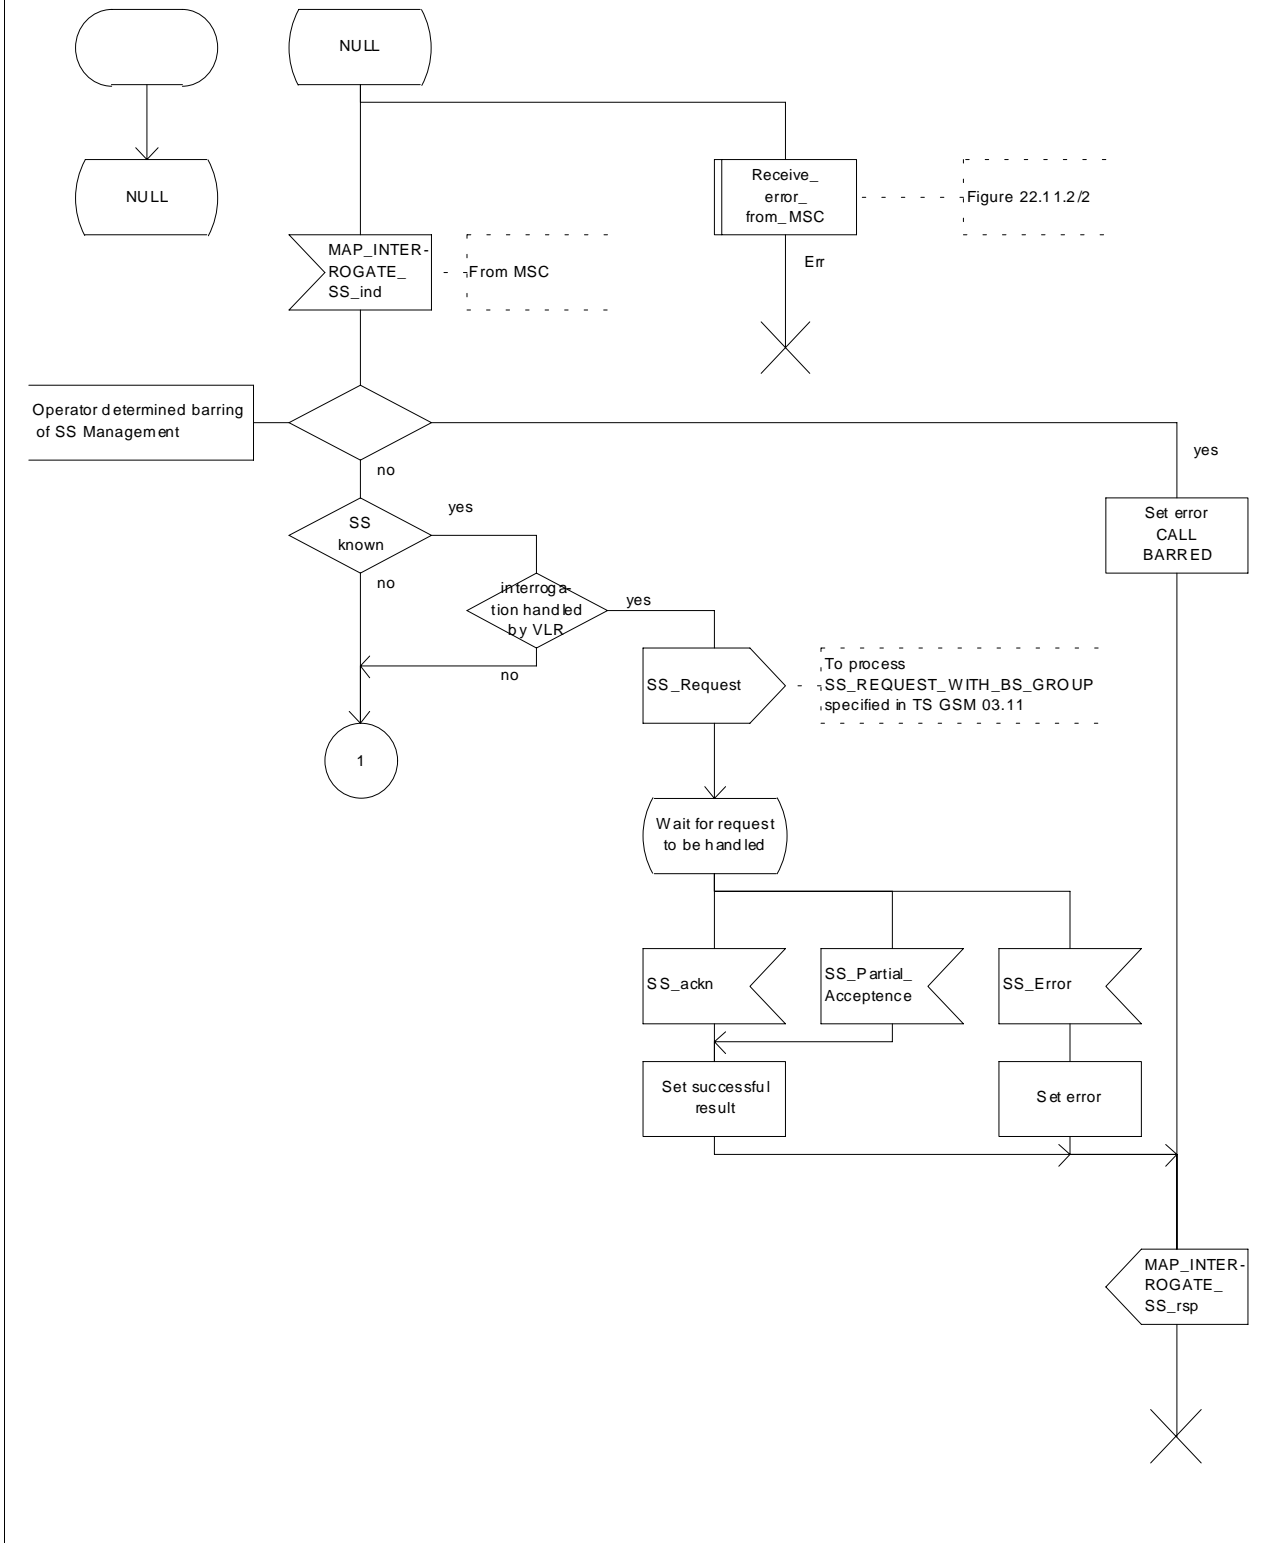 NULL
NULL
Receive_
error_
from_MSC
Figure 22.11.2/2
Err
MAP_INTER-
ROGATE_
SS_ind
From MSC
Operator determined barring
of SS Management
no
yes
Set error
CALL
BARRED
SS
known
yes
no
interroga-
tion handled
by VLR
yes
no
SS_Request
To process
SS_REQUEST_WITH_BS_GROUP
specified in TS GSM 03.11
1
Wait for request
to be handled
SS_ackn
SS_Partial_
Acceptence
SS_Error
Set successful
result
Set error
MAP_INTER-
ROGATE_
SS_rsp